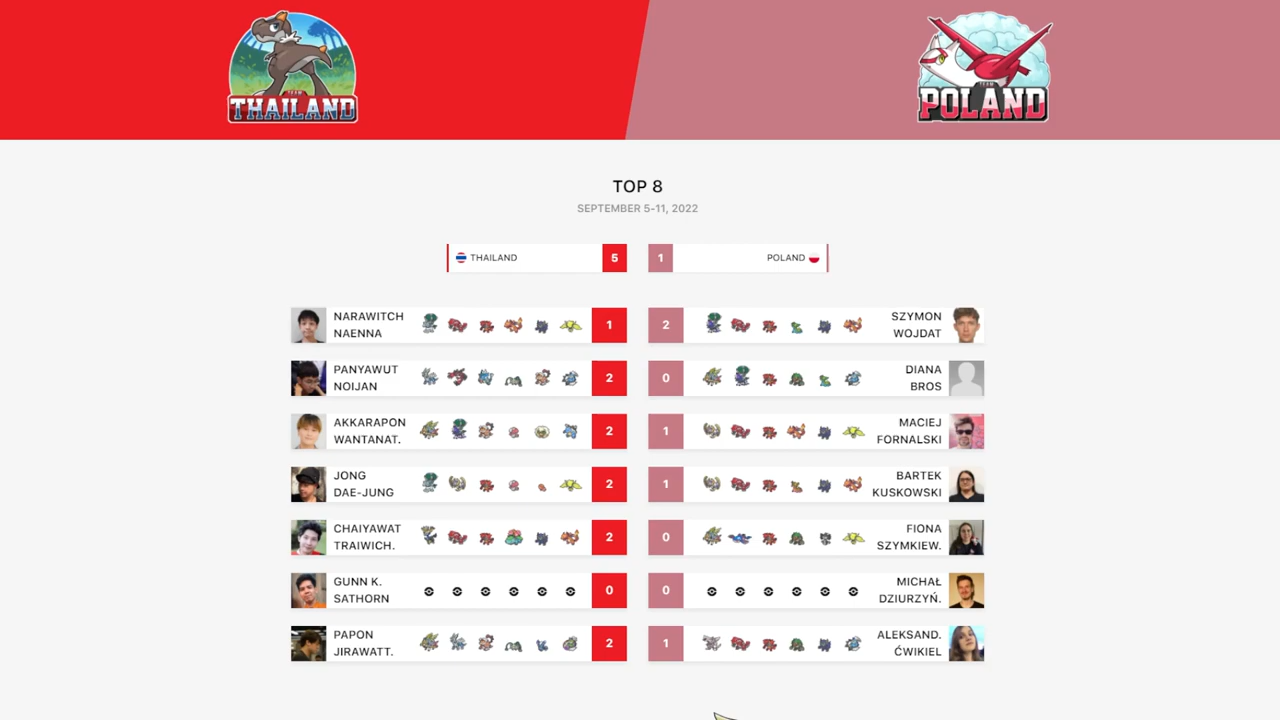 TEAM
THAILAND
TEAM
POLAND
TOP 8
SEPTEMBER 5-11, 2022
THAILAND 5 1 POLAND
NARAWITCH
NAENNA
1 2
SZYMON
WOJDAT
PANYAWUT
NOIJAN
2 0
DIANA
BROS
AKKARAPON
WANTANAT.
2 1
MACIEJ
FORNALSKI
JONG
DAE-JUNG
2 1
BARTEK
KUSKOWSKI
CHAIYAWAT
TRAIWICH.
2 0
FIONA
SZYMKIEW.
GUNN K.
SATHORN
0 0
MICHAŁ
DZIURZYŃ.
PAPON
JIRAWATT.
2 1
ALEKSAND.
ĆWIKIEL